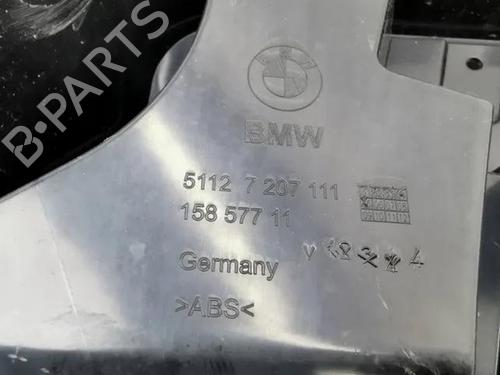 B-PARTS
BMW
5112 7 207 111
158 577 11
Germany
>ABS<